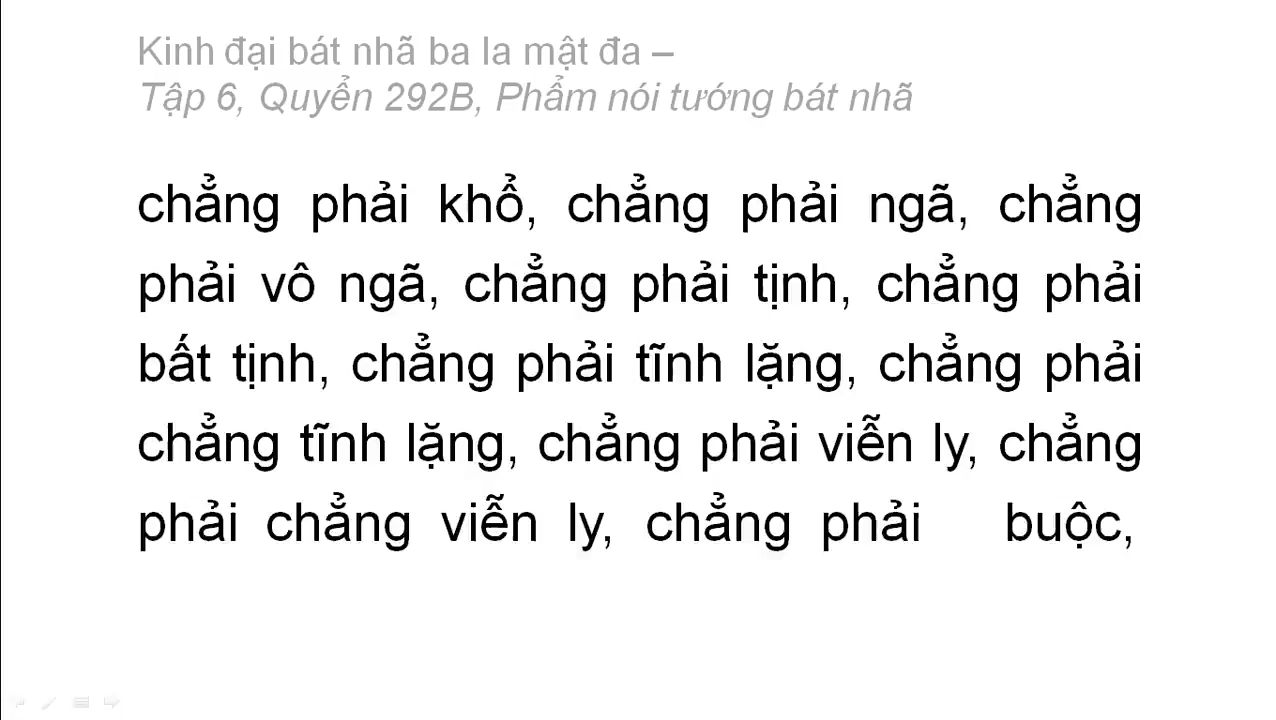 Kinh đại bát nhã ba la mật đa –
Tập 6, Quyển 292B, Phẩm nói tướng bát nhã
chẳng phải khổ, chẳng phải ngã, chẳng
phải vô ngã, chẳng phải tịnh, chẳng phải
bất tịnh, chẳng phải tĩnh lặng, chẳng phải
chẳng tĩnh lặng, chẳng phải viễn ly, chẳng
phải chẳng viễn ly, chẳng phải buộc,